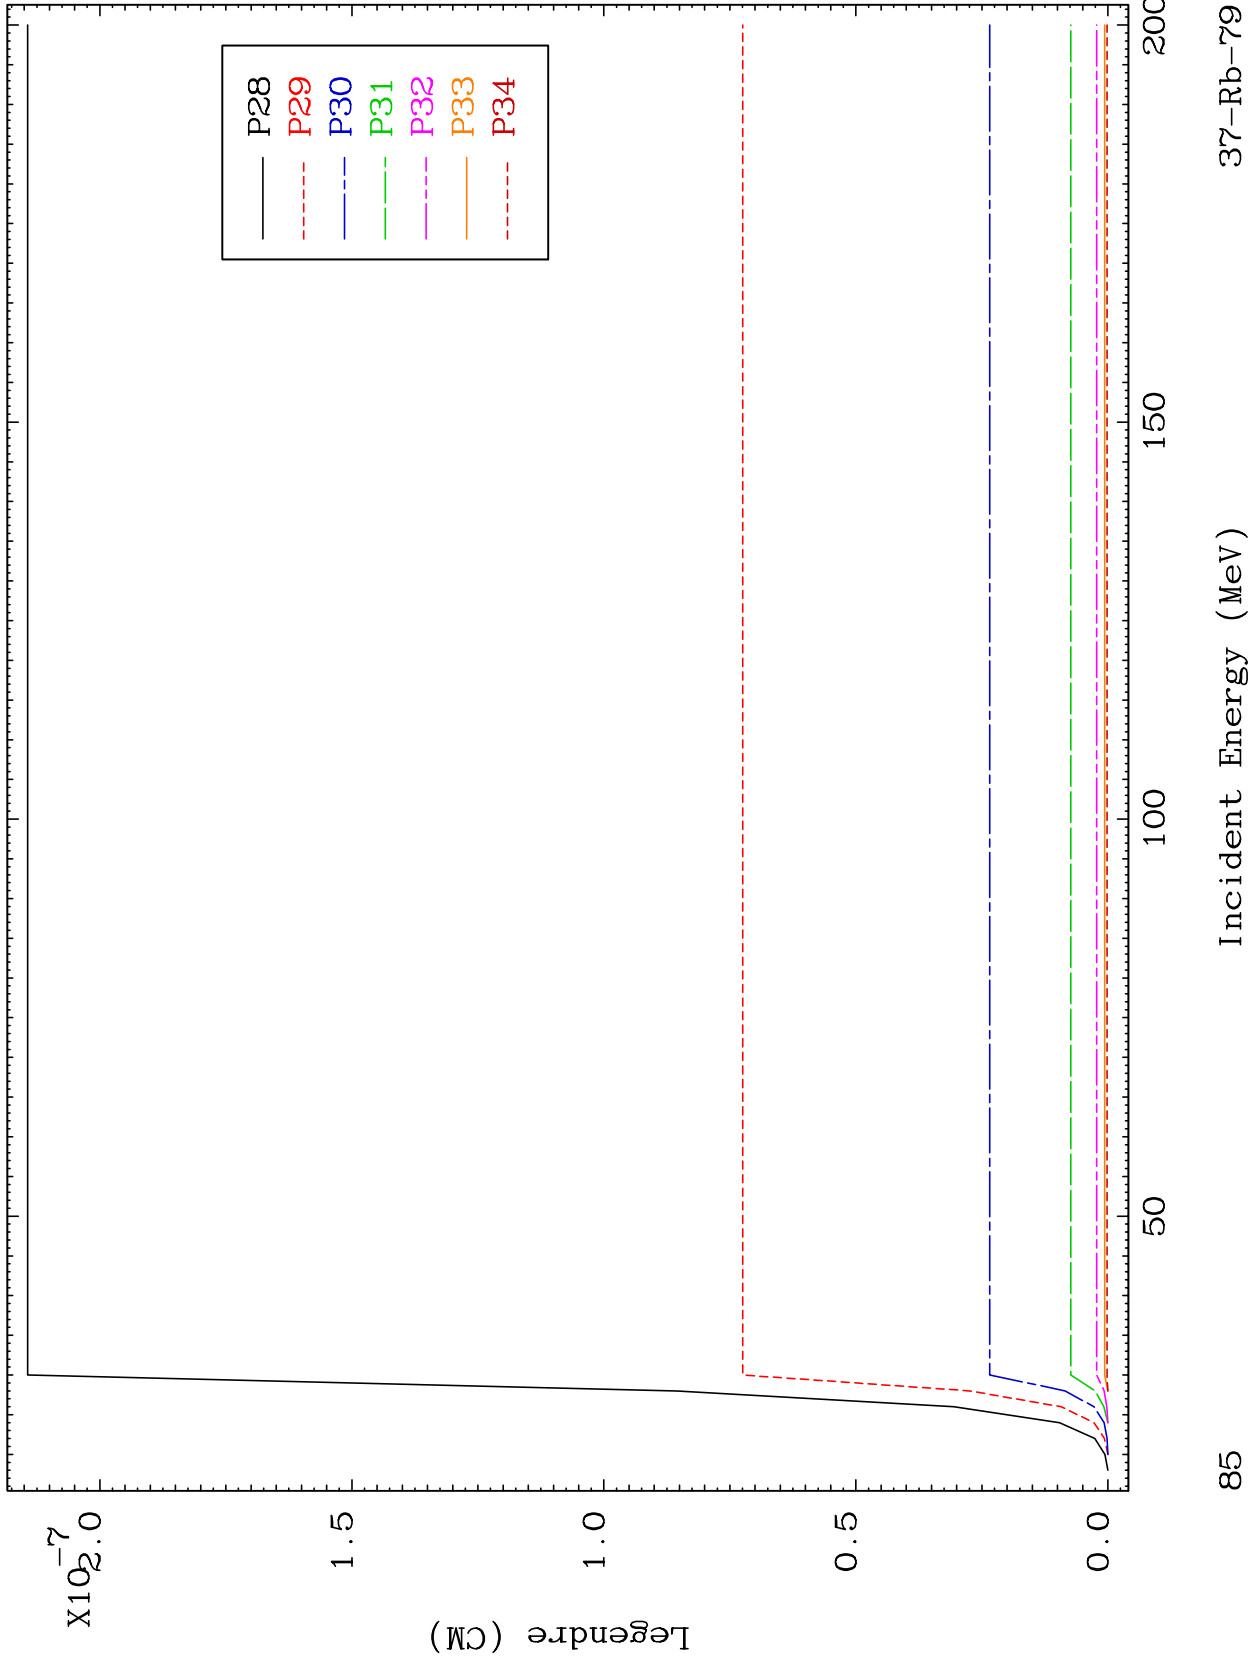 X10-7
2.0
1.5
1.0
0.5
0.0
Legendre (CM)
P28
P29
P30
P31
P32
P33
P34
50
100
150
200
Incident Energy (MeV)
85
37-Rb-79